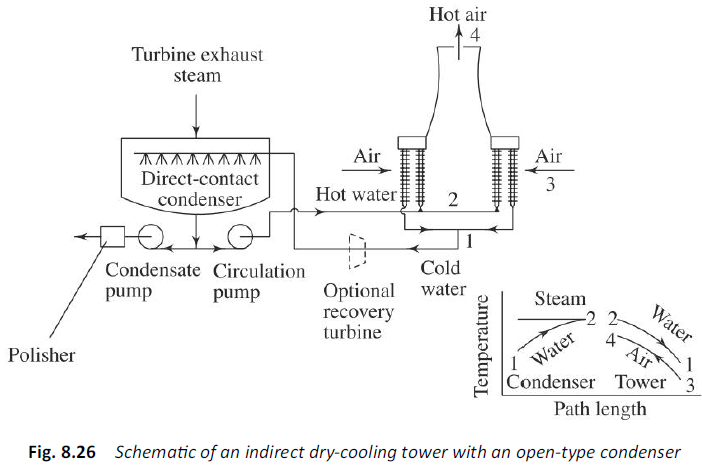 Hot air
4
Turbine exhaust
steam
Air
Air
3
Direct-contact
condenser
Hot water
2
1
Condensate
pump
Circulation
pump
Optional
recovery
turbine
Cold
water
Polisher
Temperature
Steam
2
2
Water
4
Water
Air
1
1
3
Condenser
Tower
Path length
Fig. 8.26 Schematic of an indirect dry-cooling tower with an open-type condenser